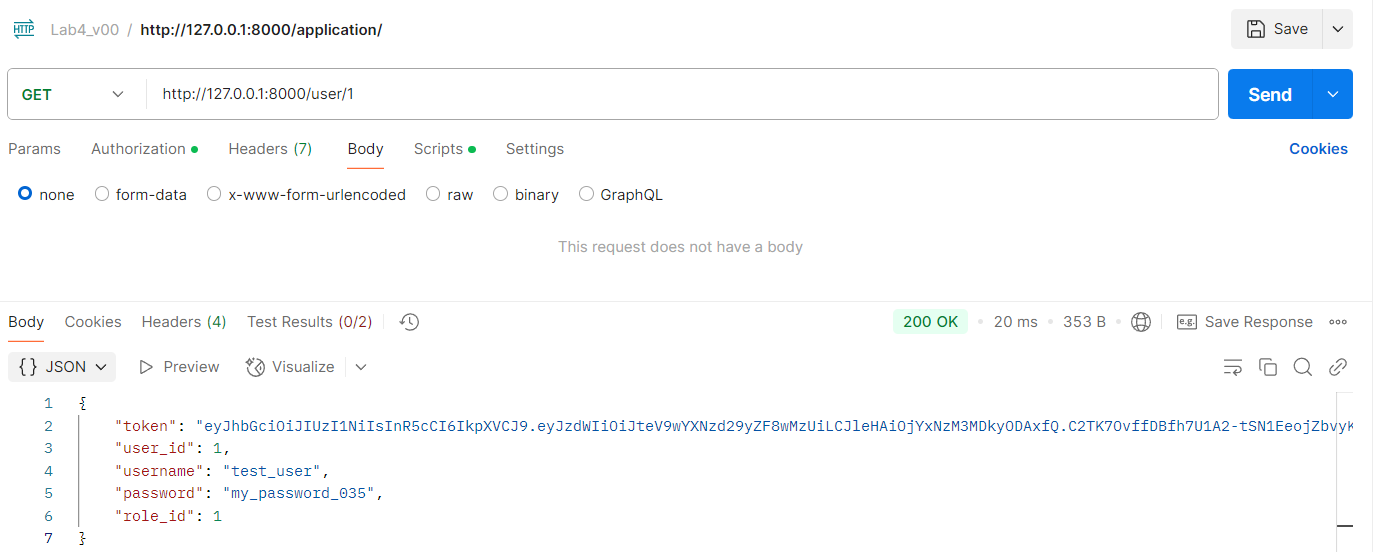 HTTP Lab4_v00 / http://127.0.0.1:8000/application/ Save
GET http://127.0.0.1:8000/user/1 Send
Params Authorization Headers (7) Body Scripts Settings Cookies
none form-data x-www-form-urlencoded raw binary GraphQL
This request does not have a body
Body Cookies Headers (4) Test Results (0/2) 200 OK • 20 ms • 353 B • e.g. Save Response
{} JSON Preview Visualize
1 {
2 "token": "eyJhbGciOiJIUzI1NiIsInR5cCI6IkpXVCJ9.eyJzdWIiOiJteV9wYXNzd29yZF8wMzUiLCJleHAiOjYxNzM3MDkyODAxfQ.C2TK7OvffDBfh7U1A2-tSN1EeojZbvyK
3 "user_id": 1,
4 "username": "test_user",
5 "password": "my_password_035",
6 "role_id": 1
7 }